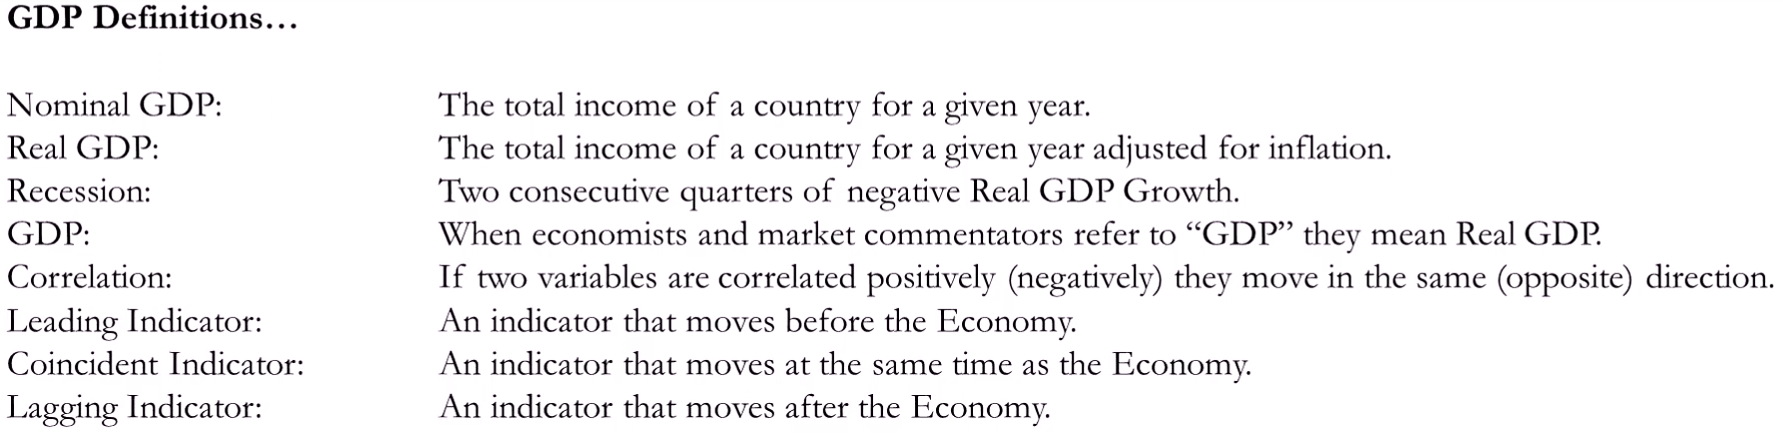 GDP Definitions…
Nominal GDP: The total income of a country for a given year.
Real GDP: The total income of a country for a given year adjusted for inflation.
Recession: Two consecutive quarters of negative Real GDP Growth.
GDP: When economists and market commentators refer to “GDP” they mean Real GDP.
Correlation: If two variables are correlated positively (negatively) they move in the same (opposite) direction.
Leading Indicator: An indicator that moves before the Economy.
Coincident Indicator: An indicator that moves at the same time as the Economy.
Lagging Indicator: An indicator that moves after the Economy.